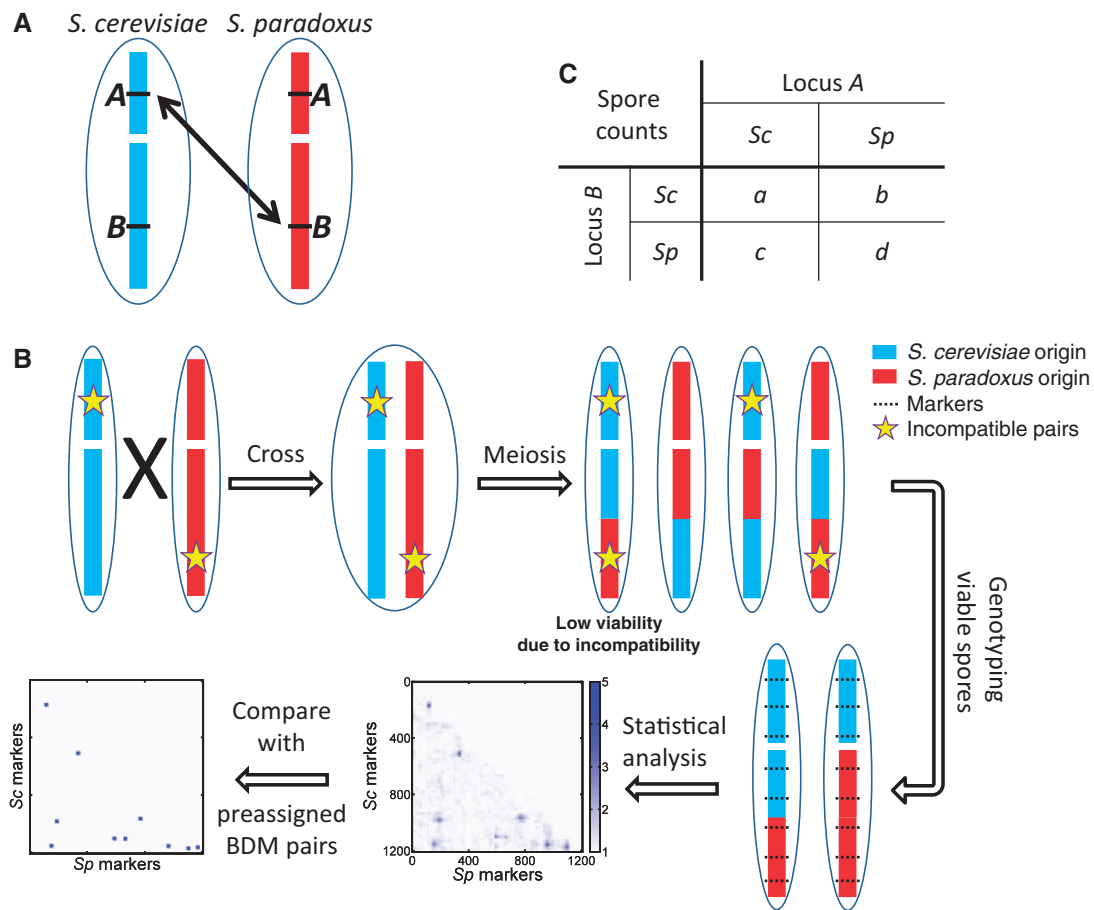 A
S. cerevisiae
S. paradoxus
A
A
B
B
C
Spore
counts
Locus A
Sc
Sp
Locus B
Sc
a
b
Sp
c
d
B
X
Cross
Meiosis
S. cerevisiae origin
S. paradoxus origin
Markers
Incompatible pairs
Low viability
due to incompatibility
Genotyping
viable spores
Statistical
analysis
0
400
800
1200
Sc markers
0
400
800
1200
Sp markers
5
4
3
2
1
Compare
with
preassigned
BDM pairs
Sc markers
Sp markers